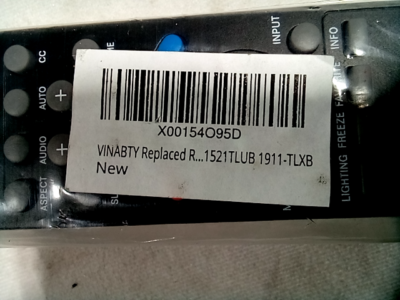 X00154O95D
VINABTY Replaced R...1521TLUB 1911-TLXB
New
CC
AUTO
AUDIO
ASPECT
INPUT
INFO
FREEZE
LIGHTING